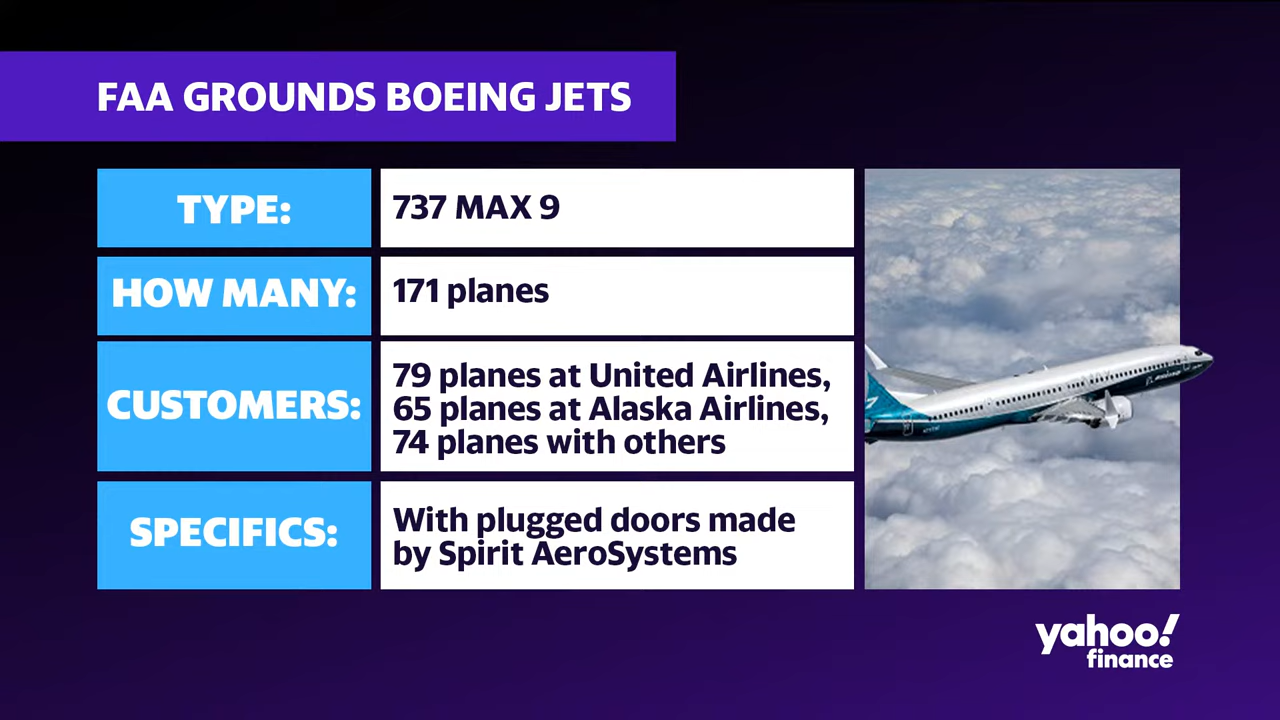 FAA GROUNDS BOEING JETS
TYPE:
737 MAX 9
HOW MANY:
171 planes
CUSTOMERS:
79 planes at United Airlines,
65 planes at Alaska Airlines,
74 planes with others
SPECIFICS:
With plugged doors made
by Spirit AeroSystems
yahoo!
finance